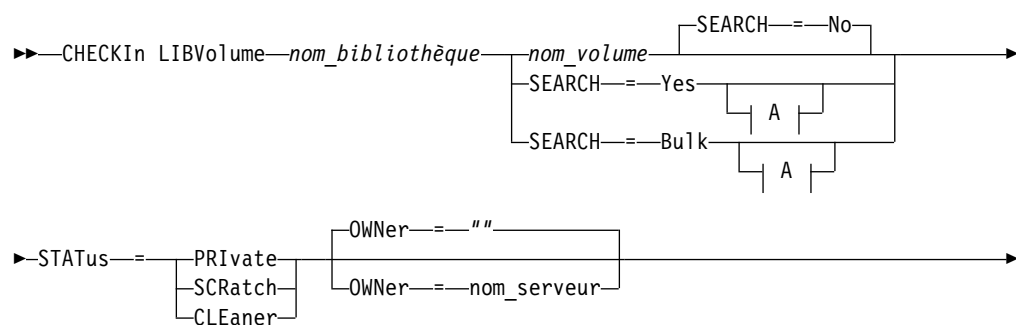 SEARCH = No
CHECKIn LIBVolume nom_bibliothèque nom_volume
SEARCH = Yes
A
SEARCH = Bulk
A
OWNer = ""
STATus = PRIvate
OWNer = nom_serveur
SCRatch
CLEaner